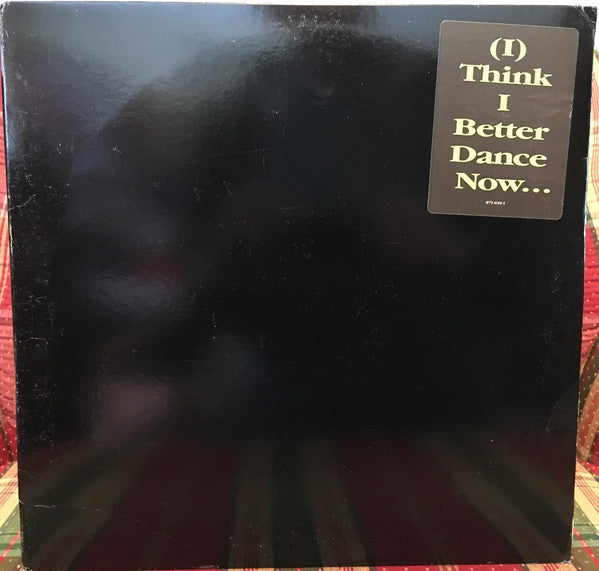 (I)
Think
I
Better
Dance
Now...